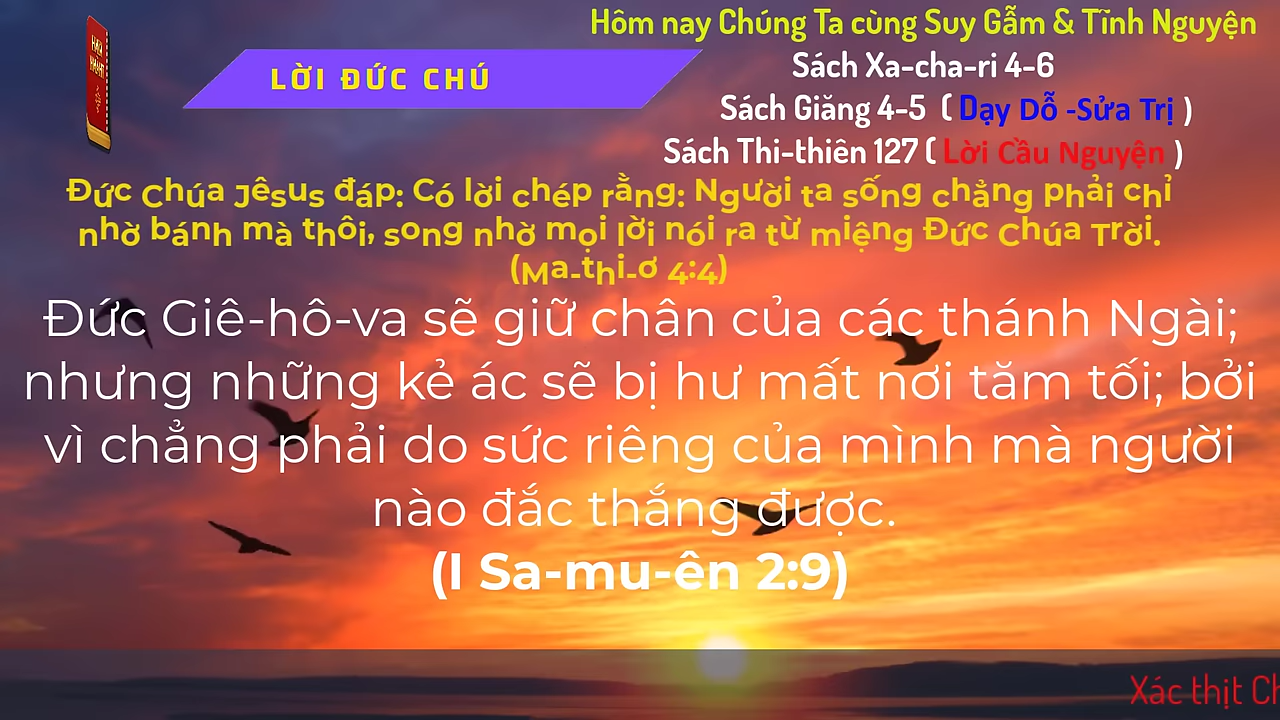 Hôm nay Chúng Ta cùng Suy Gẫm & Tĩnh Nguyện
LỜI ĐỨC CHÚ
Sách Xa-cha-ri 4-6
Sách Giăng 4-5 ( Dạy Dỗ -Sửa Trị )
Sách Thi-thiên 127 ( Lời Cầu Nguyện )
Đức Chúa Jêsus đáp: Có lời chép rằng: Người ta sống chẳng phải chỉ
nhờ bánh mà thôi, song nhờ mọi lời nói ra từ miệng Đức Chúa Trời.
(Ma-thi-ơ 4:4)
Đức Giê-hô-va sẽ giữ chân của các thánh Ngài;
nhưng những kẻ ác sẽ bị hư mất nơi tăm tối; bởi
vì chẳng phải do sức riêng của mình mà người
nào đắc thắng được.
(I Sa-mu-ên 2:9)
Xác thịt Ch